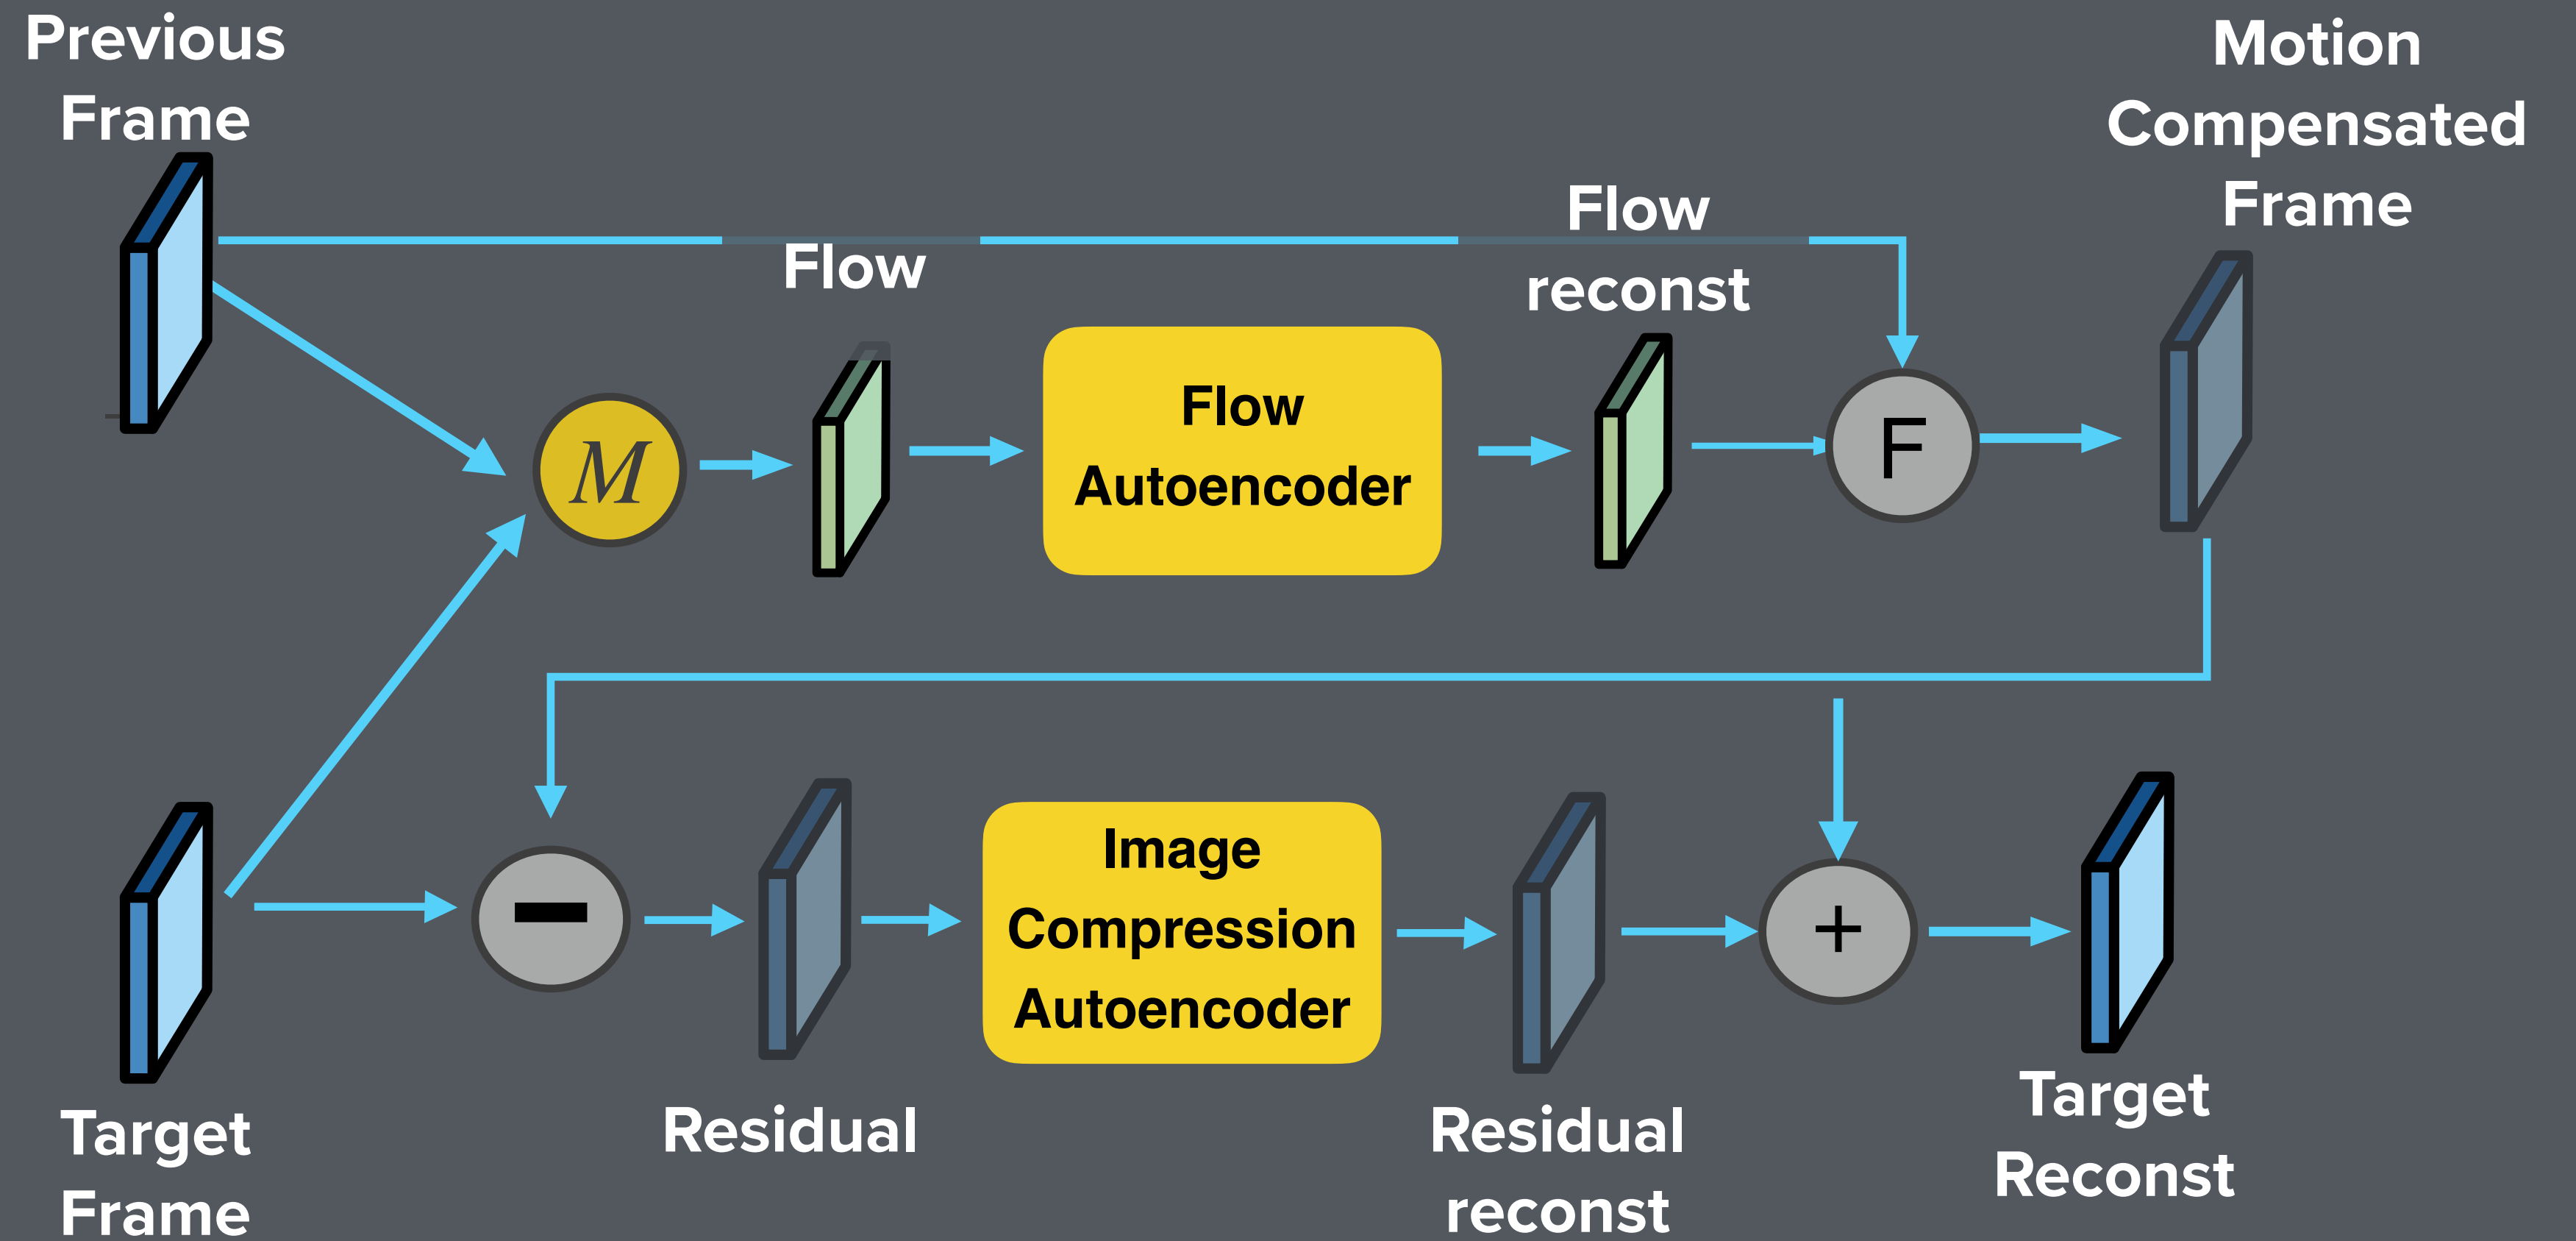 Previous
Frame
Motion
Compensated
Frame
Flow
Flow
reconst
M
Flow
Autoencoder
F
−
Image
Compression
Autoencoder
+
Target
Frame
Residual
Residual
reconst
Target
Reconst